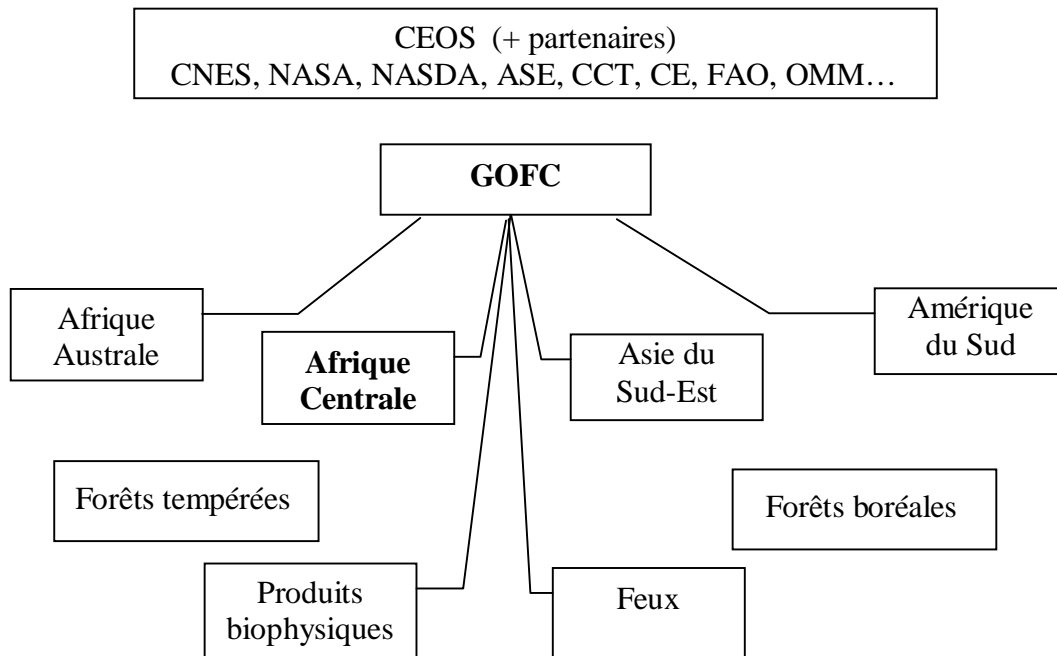 CEOS (+ partenaires)
CNES, NASA, NASDA, ASE, CCT, CE, FAO, OMM…
GOFC
Afrique
Australe
Afrique
Centrale
Asie du
Sud-Est
Amérique
du Sud
Forêts tempérées
Forêts boréales
Produits
biophysiques
Feux